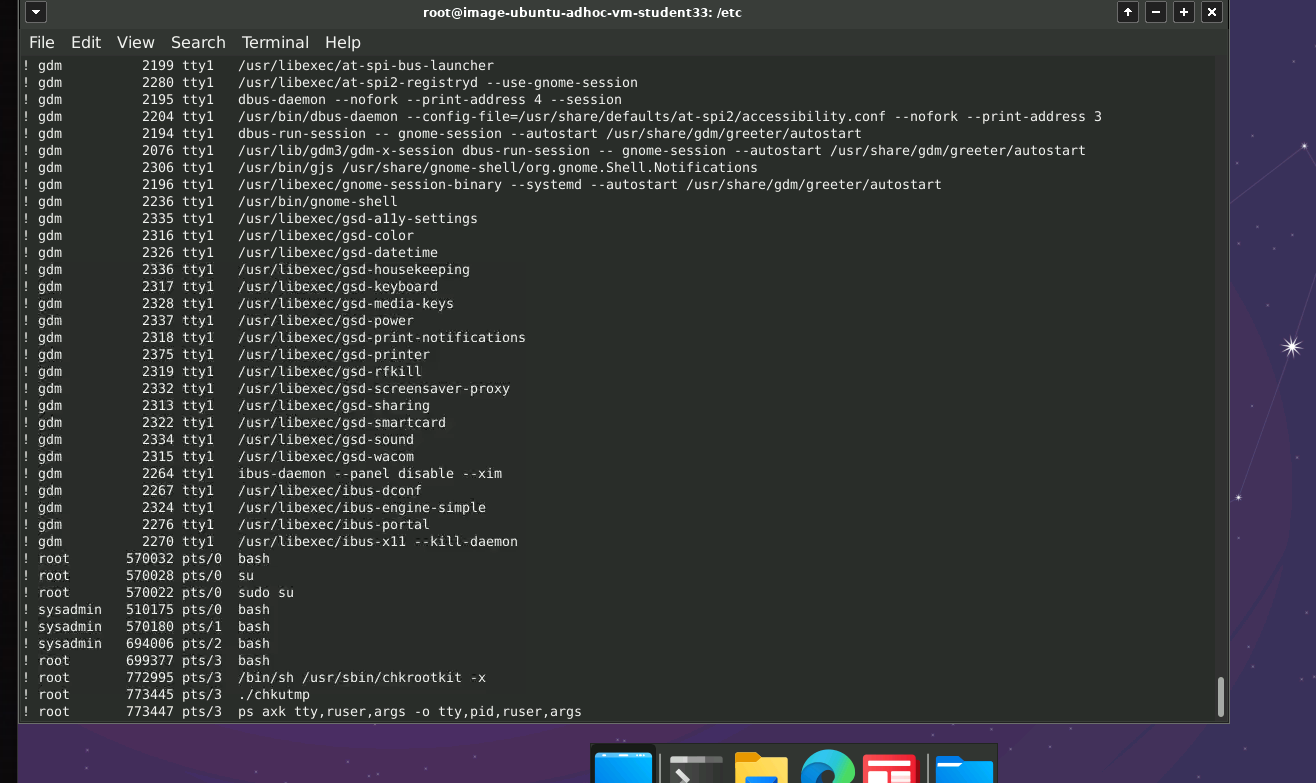 root@image-ubuntu-adhoc-vm-student33: /etc
File Edit View Search Terminal Help
! gdm 2199 tty1 /usr/libexec/at-spi-bus-launcher
! gdm 2280 tty1 /usr/libexec/at-spi2-registryd --use-gnome-session
! gdm 2195 tty1 dbus-daemon --nofork --print-address 4 --session
! gdm 2204 tty1 /usr/bin/dbus-daemon --config-file=/usr/share/defaults/at-spi2/accessibility.conf --nofork --print-address 3
! gdm 2194 tty1 dbus-run-session -- gnome-session --autostart /usr/share/gdm/greeter/autostart
! gdm 2076 tty1 /usr/lib/gdm3/gdm-x-session dbus-run-session -- gnome-session --autostart /usr/share/gdm/greeter/autostart
! gdm 2306 tty1 /usr/bin/gjs /usr/share/gnome-shell/org.gnome.Shell.Notifications
! gdm 2196 tty1 /usr/libexec/gnome-session-binary --systemd --autostart /usr/share/gdm/greeter/autostart
! gdm 2236 tty1 /usr/bin/gnome-shell
! gdm 2335 tty1 /usr/libexec/gsd-a11y-settings
! gdm 2316 tty1 /usr/libexec/gsd-color
! gdm 2326 tty1 /usr/libexec/gsd-datetime
! gdm 2336 tty1 /usr/libexec/gsd-housekeeping
! gdm 2317 tty1 /usr/libexec/gsd-keyboard
! gdm 2328 tty1 /usr/libexec/gsd-media-keys
! gdm 2337 tty1 /usr/libexec/gsd-power
! gdm 2318 tty1 /usr/libexec/gsd-print-notifications
! gdm 2375 tty1 /usr/libexec/gsd-printer
! gdm 2319 tty1 /usr/libexec/gsd-rfkill
! gdm 2332 tty1 /usr/libexec/gsd-screensaver-proxy
! gdm 2313 tty1 /usr/libexec/gsd-sharing
! gdm 2322 tty1 /usr/libexec/gsd-smartcard
! gdm 2334 tty1 /usr/libexec/gsd-sound
! gdm 2315 tty1 /usr/libexec/gsd-wacom
! gdm 2264 tty1 ibus-daemon --panel disable --xim
! gdm 2267 tty1 /usr/libexec/ibus-dconf
! gdm 2324 tty1 /usr/libexec/ibus-engine-simple
! gdm 2276 tty1 /usr/libexec/ibus-portal
! gdm 2270 tty1 /usr/libexec/ibus-x11 --kill-daemon
! root 570032 pts/0 bash
! root 570028 pts/0 su
! root 570022 pts/0 sudo su
! sysadmin 510175 pts/0 bash
! sysadmin 570180 pts/1 bash
! sysadmin 694006 pts/2 bash
! root 699377 pts/3 bash
! root 772995 pts/3 /bin/sh /usr/sbin/chkrootkit -x
! root 773445 pts/3 ./chkutmp
! root 773447 pts/3 ps axk tty,ruser,args -o tty,pid,ruser,args